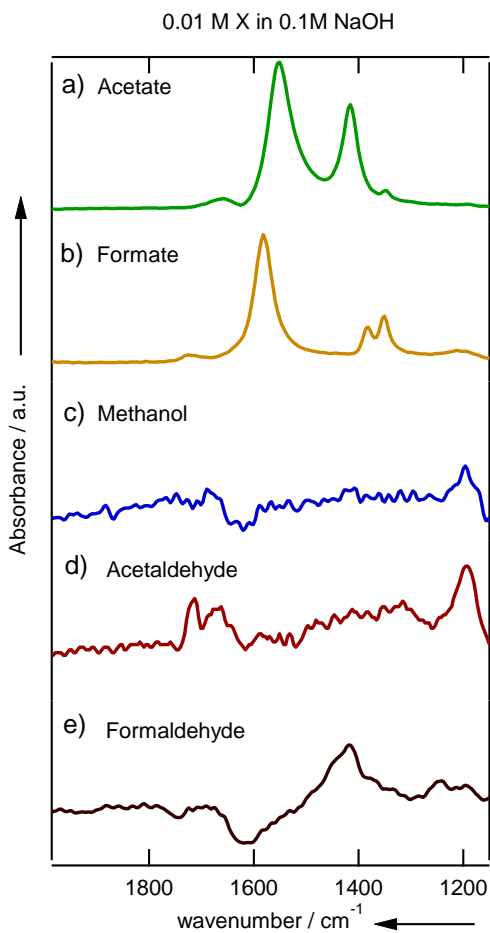 0.01 M X in 0.1M NaOH
a) Acetate
b) Formate
c) Methanol
d) Acetaldehyde
e) Formaldehyde
Absorbance / a.u.
1800 1600 1400 1200
wavenumber / cm⁻¹